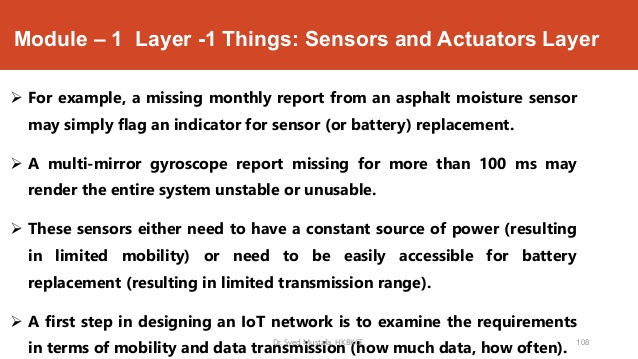 Module – 1 Layer -1 Things: Sensors and Actuators Layer
➢ For example, a missing monthly report from an asphalt moisture sensor
may simply flag an indicator for sensor (or battery) replacement.
➢ A multi-mirror gyroscope report missing for more than 100 ms may
render the entire system unstable or unusable.
➢ These sensors either need to have a constant source of power (resulting
in limited mobility) or need to be easily accessible for battery
replacement (resulting in limited transmission range).
➢ A first step in designing an IoT network is to examine the requirements
in terms of mobility and data transmission (how much data, how often).
Dr. Syed Mustafa,
108